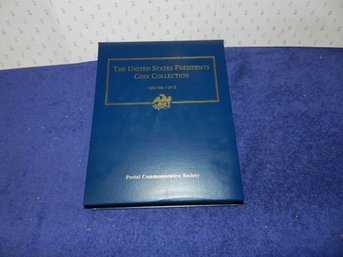 THE UNITED STATES PRESIDENTS
COIN COLLECTION
VOLUME I OF II
Postal Commemorative Society